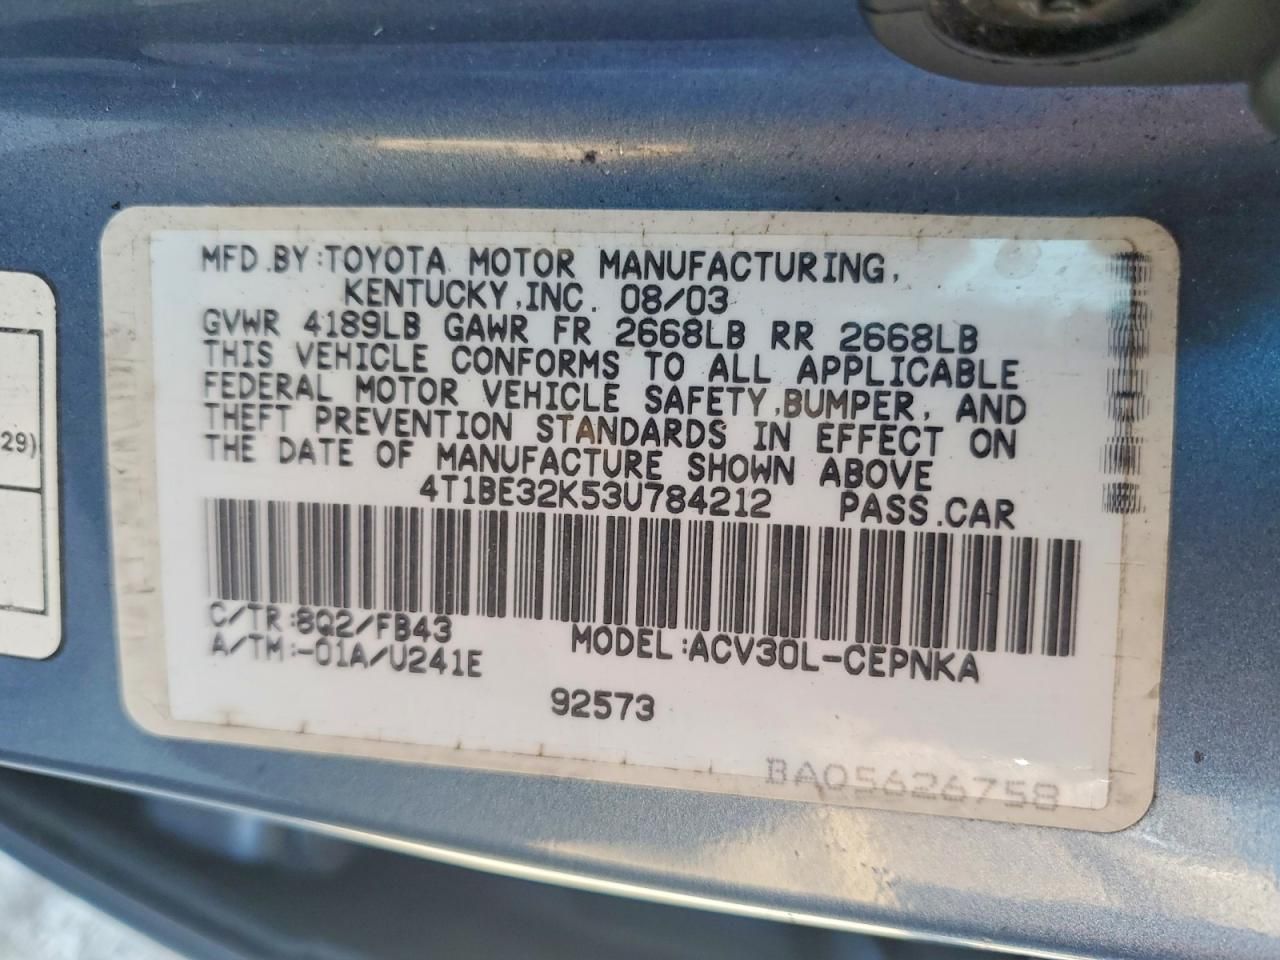 MFD.BY:TOYOTA MOTOR MANUFACTURING,
KENTUCKY,INC. 08/03
GVWR 4189LB GAWR FR 2668LB RR 2668LB
THIS VEHICLE CONFORMS TO ALL APPLICABLE
FEDERAL MOTOR VEHICLE SAFETY,BUMPER, AND
THEFT PREVENTION STANDARDS IN EFFECT ON
THE DATE OF MANUFACTURE SHOWN ABOVE
4T1BE32K53U784212 PASS.CAR
C/TR:8Q2/FB43
A/TM:-01A/U241E
MODEL:ACV30L-CEPNKA
92573
BA05626758
29)